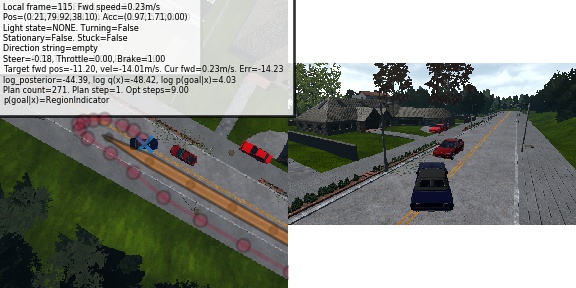 Local frame=115: Fwd speed=0.23m/s
Pos=(0.21,79.92,38.10). Acc=(0.97,1.71,0.00)
Light state=NONE. Turning=False
Stationary=False. Stuck=False
Direction string=empty
Steer=-0.18, Throttle=0.00, Brake=1.00
Target fwd pos=-11.20, vel=-14.01m/s. Cur fwd=0.23m/s. Err=-14.23
log_posterior=-44.39, log q(x)=-48.42, log p(goal|x)=4.03
Plan count=271. Plan step=1. Opt steps=9.00
p(goal|x)=RegionIndicator